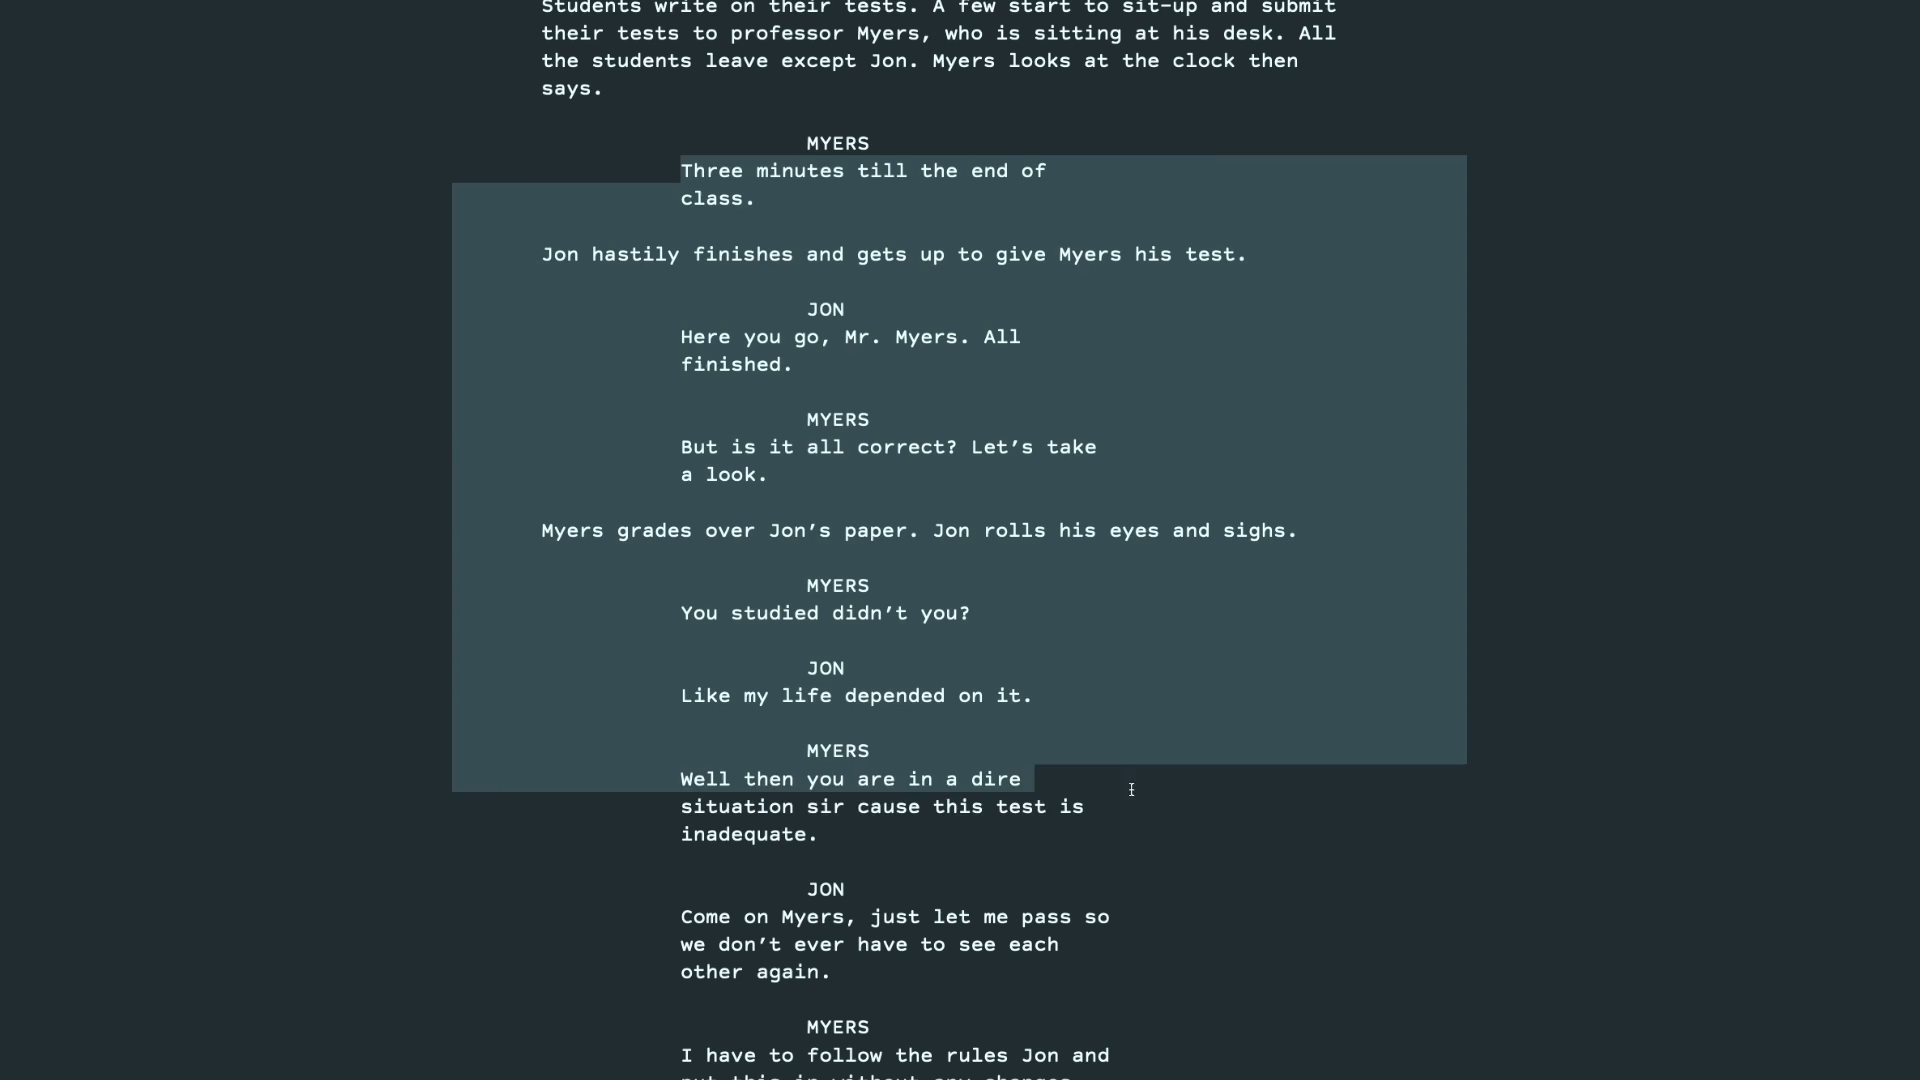 Students write on their tests. A few start to sit-up and submit
their tests to professor Myers, who is sitting at his desk. All
the students leave except Jon. Myers looks at the clock then
says.
MYERS
Three minutes till the end of
class.
Jon hastily finishes and gets up to give Myers his test.
JON
Here you go, Mr. Myers. All
finished.
MYERS
But is it all correct? Let’s take
a look.
Myers grades over Jon’s paper. Jon rolls his eyes and sighs.
MYERS
You studied didn’t you?
JON
Like my life depended on it.
MYERS
Well then you are in a dire
situation sir cause this test is
inadequate.
JON
Come on Myers, just let me pass so
we don’t ever have to see each
other again.
MYERS
I have to follow the rules Jon and
put this in without any changes